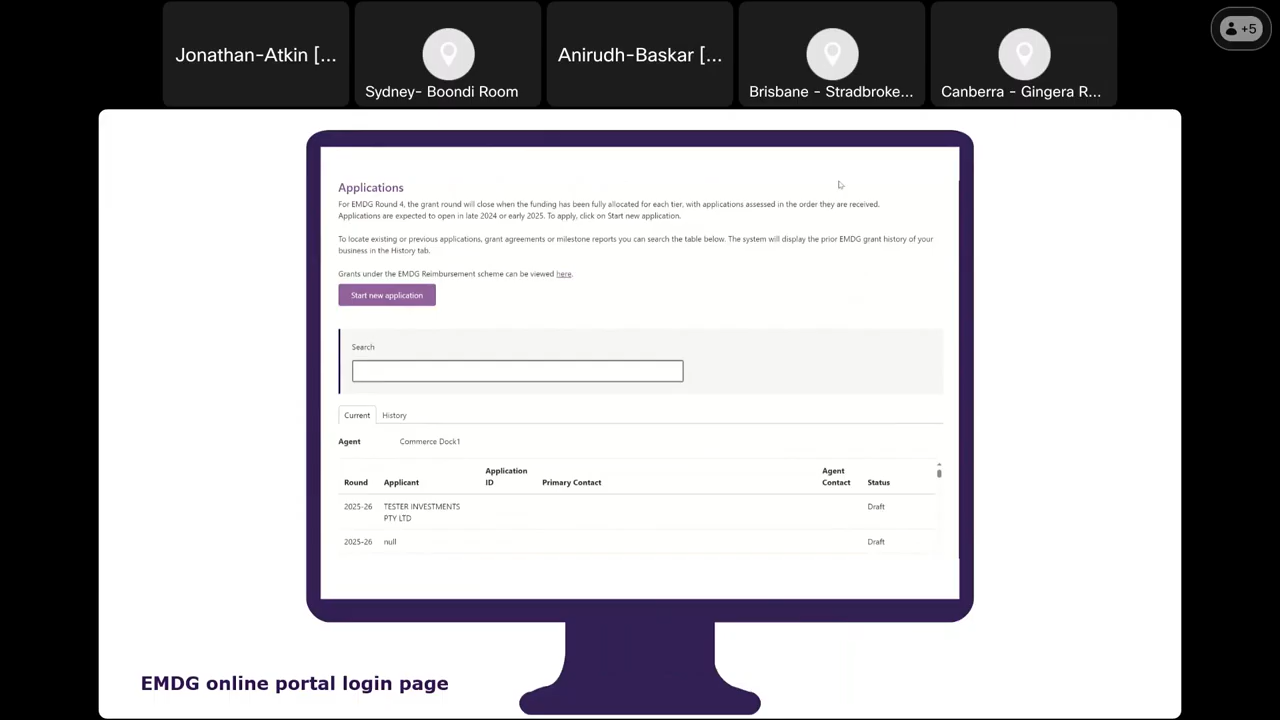 Jonathan-Atkin [...
Sydney- Boondi Room
Anirudh-Baskar [...
Brisbane - Stradbroke...
Canberra - Gingera R...
+5
Applications
For EMDG Round 4, the grant round will close when the funding has been fully allocated for each tier, with applications assessed in the order they are received.
Applications are expected to open in late 2024 or early 2025. To apply, click on Start new application.
To locate existing or previous applications, grant agreements or milestone reports you can search the table below. The system will display the prior EMDG grant history of your
business in the History tab.
Grants under the EMDG Reimbursement scheme can be viewed here.
Start new application
Search
Current History
Agent Commerce Dock1
Round Applicant Application ID Primary Contact Agent Contact Status
2025-26 TESTER INVESTMENTS PTY LTD Draft
2025-26 null Draft
EMDG online portal login page